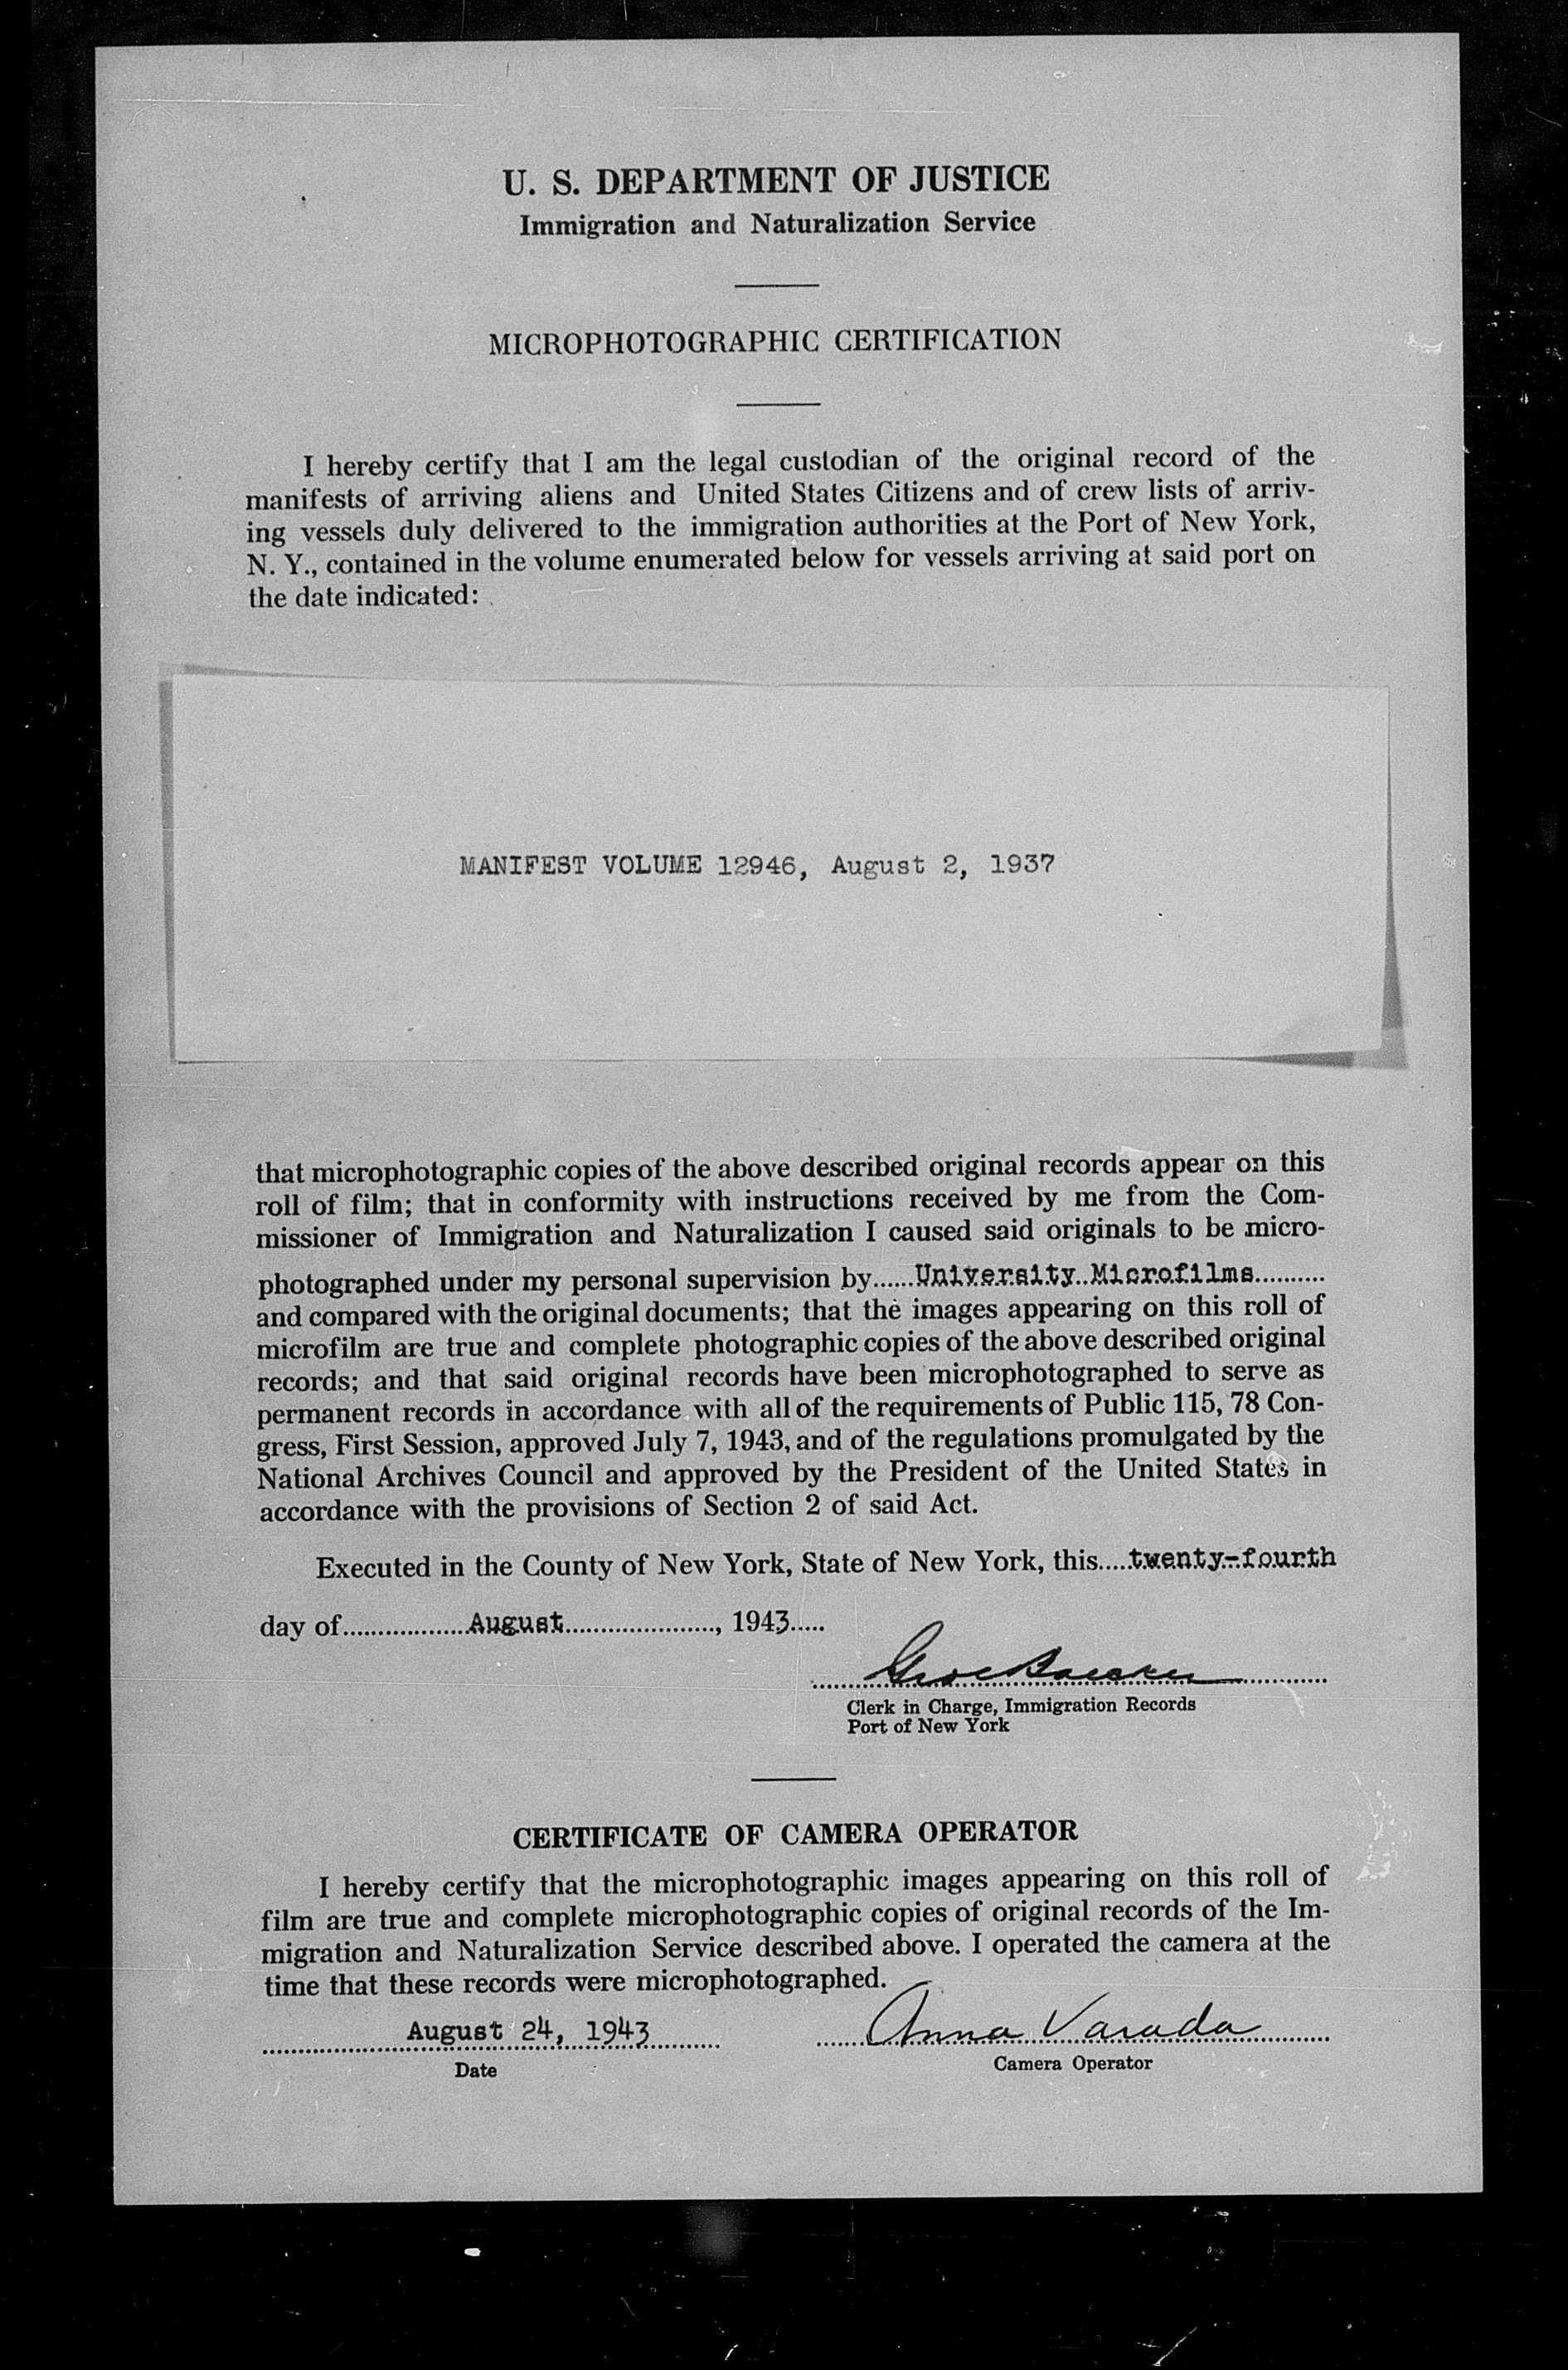 U. S. DEPARTMENT OF JUSTICE
Immigration and Naturalization Service
MICROPHOTOGRAPHIC CERTIFICATION
I hereby certify that I am the legal custodian of the original record of the
manifests of arriving aliens and United States Citizens and of crew lists of arriv-
ing vessels duly delivered to the immigration authorities at the Port of New York,
N. Y., contained in the volume enumerated below for vessels arriving at said port on
the date indicated:
MANIFEST VOLUME 12946, August 2, 1937
that microphotographic copies of the above described original records appear on this
roll of film; that in conformity with instructions received by me from the Com-
missioner of Immigration and Naturalization I caused said originals to be micro-
photographed under my personal supervision by......University Microfilms..........
and compared with the original documents; that the images appearing on this roll of
microfilm are true and complete photographic copies of the above described original
records; and that said original records have been microphotographed to serve as
permanent records in accordance with all of the requirements of Public 115, 78 Con-
gress, First Session, approved July 7, 1943, and of the regulations promulgated by the
National Archives Council and approved by the President of the United States in
accordance with the provisions of Section 2 of said Act.
Executed in the County of New York, State of New York, this....twenty-fourth
day of..................August......................, 1943.....
Clerk in Charge, Immigration Records
Port of New York
CERTIFICATE OF CAMERA OPERATOR
I hereby certify that the microphotographic images appearing on this roll of
film are true and complete microphotographic copies of original records of the Im-
migration and Naturalization Service described above. I operated the camera at the
time that these records were microphotographed.
August 24, 1943 Anna Varada
Date Camera Operator